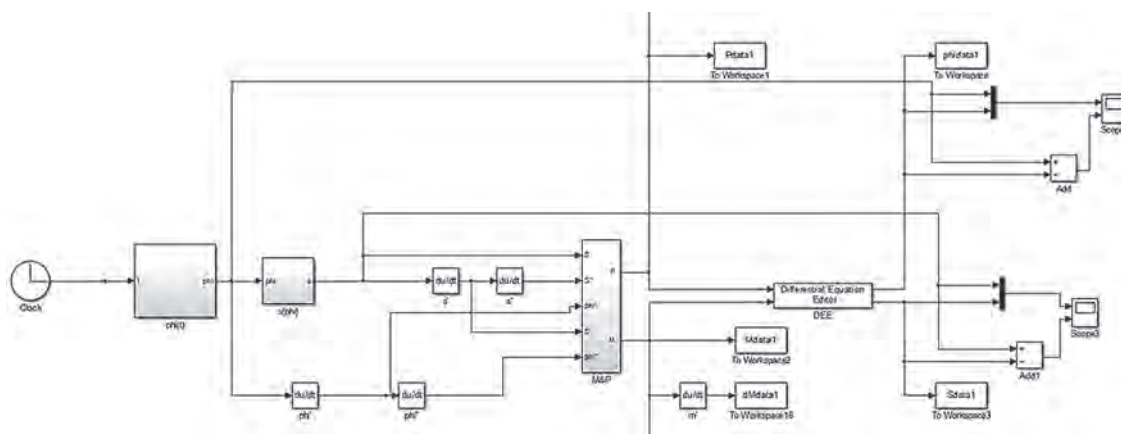 Pdata1
To Workspace1
phidata1
To Workspace
Scope
Add
Clock
phi
phi(t)
phi
s
s(phi)
du/dt
s'
du/dt
s''
M&P
Differential Equation
Editor
DEE
Scope3
Add1
Mdata1
To Workspace2
du/dt
phi'
du/dt
phi''
du/dt
m'
dMdata1
To Workspace16
Sdata1
To Workspace3